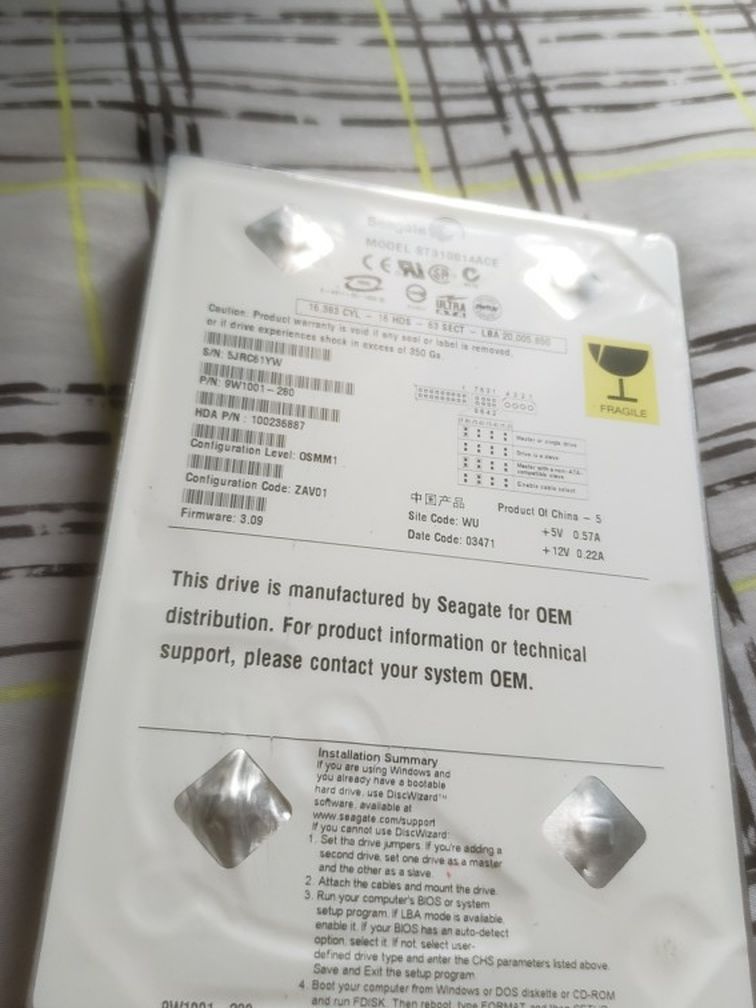 Seagate
MODEL ST310014ACE
ULTRA
16,383 CYL - 16 HDS - 63 SECT - LBA
Caution: Product warranty is void if any seal or label is removed,
or if drive experiences shock in excess of 350 Gs
S/N: 5JRC61YW
P/N: 9W1001-280
HDA P/N : 100236887
Configuration Level: OSMM1
Configuration Code: ZAV01
Firmware: 3.09
FRAGILE
Master or single drive
Drive is a slave
Master with a non-ATA-
compatible slave
Enable cable select
中国产品 Product Of China - 5
Site Code: WU +5V 0.57A
Date Code: 03471 +12V 0.22A
This drive is manufactured by Seagate for OEM
distribution. For product information or technical
support, please contact your system OEM.
Installation Summary
If you are using Windows and
you already have a bootable
hard drive, use DiscWizard™
software, available at
www.seagate.com/support
If you cannot use DiscWizard:
1. Set the drive jumpers. If you're adding a
second drive, set one drive as a master
and the other as a slave.
2. Attach the cables and mount the drive.
3. Run your computer's BIOS or system
setup program. If LBA mode is available,
enable it. If your BIOS has an auto-detect
option, select it. If not, select user-
defined drive type and enter the CHS parameters listed above.
Save and Exit the setup program
4. Boot your computer from Windows or DOS diskette or CD-ROM
and run FDISK. Then reboot, type FORMAT